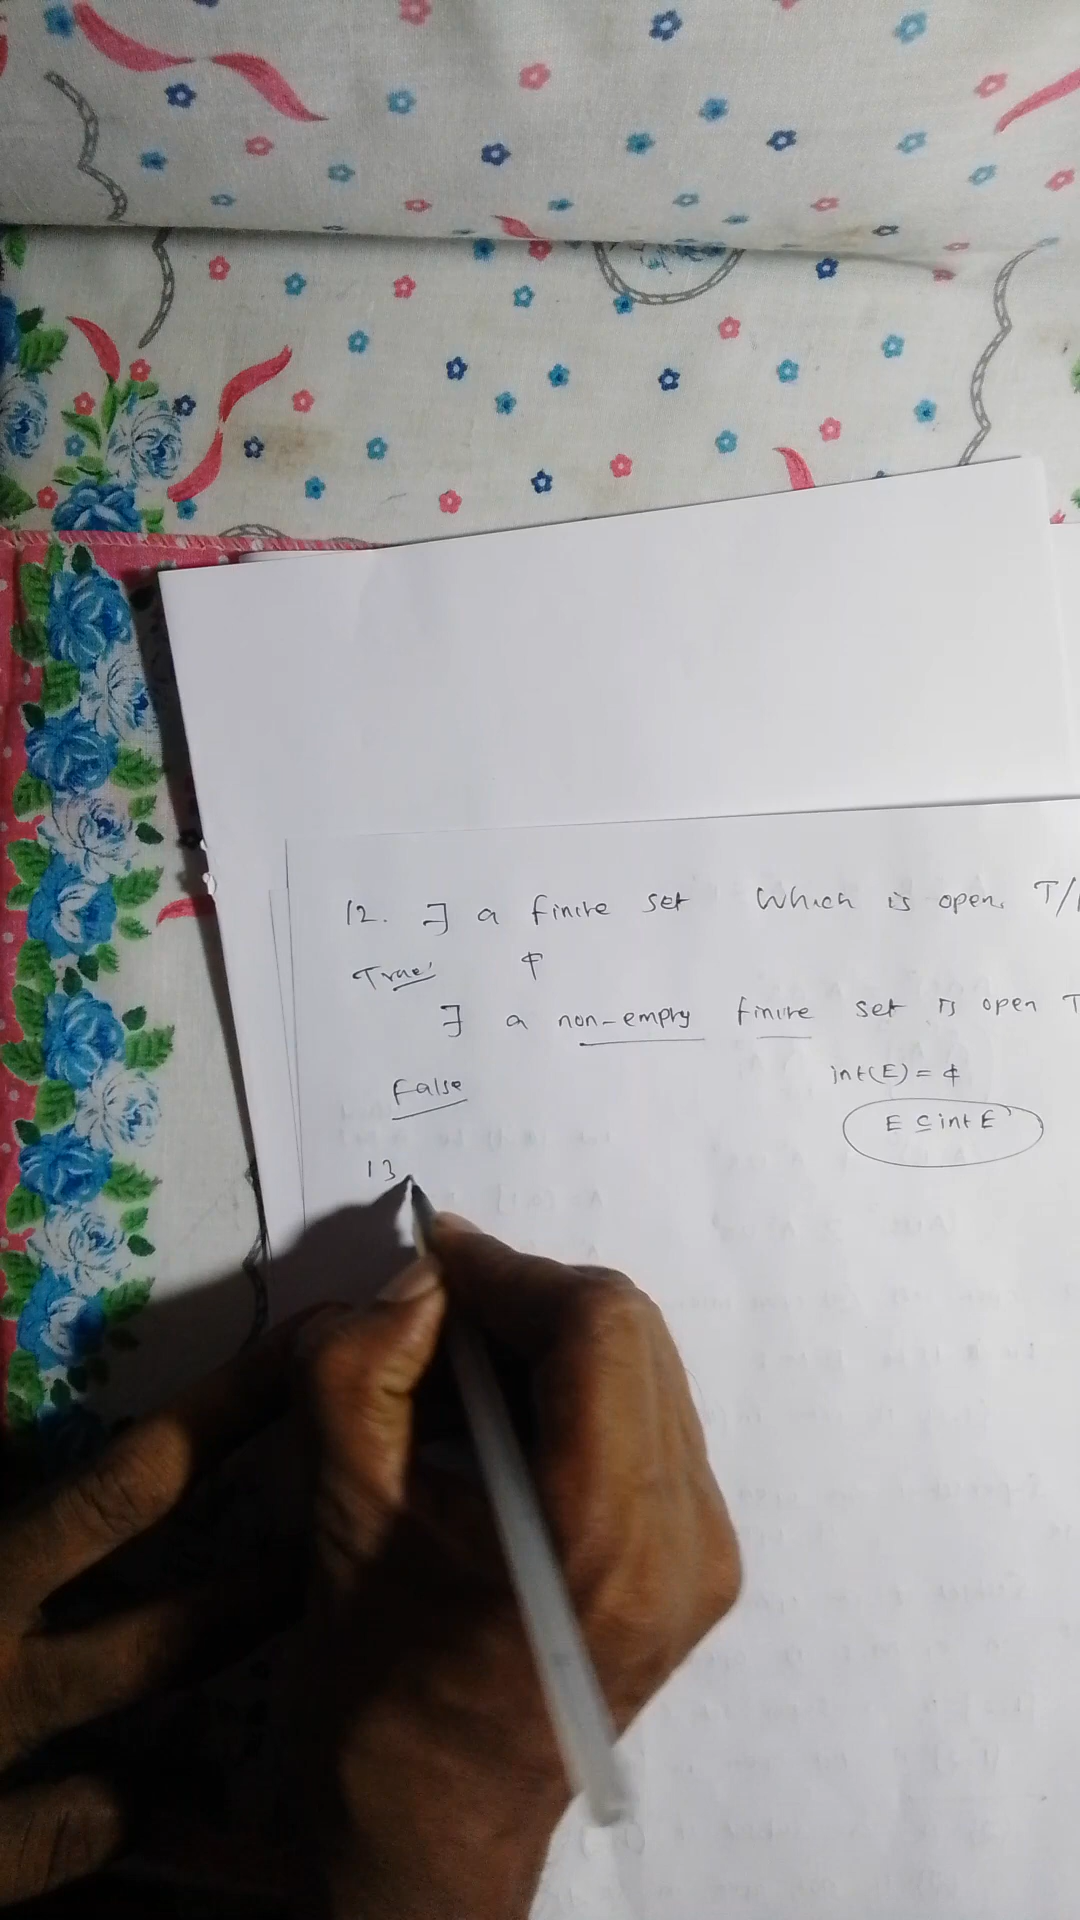 12. ∃ a finite set which is open. T/
True! ϕ
∃ a non-empty finite set is open T
False
int(E) = ϕ
E ⊆ int E
13.